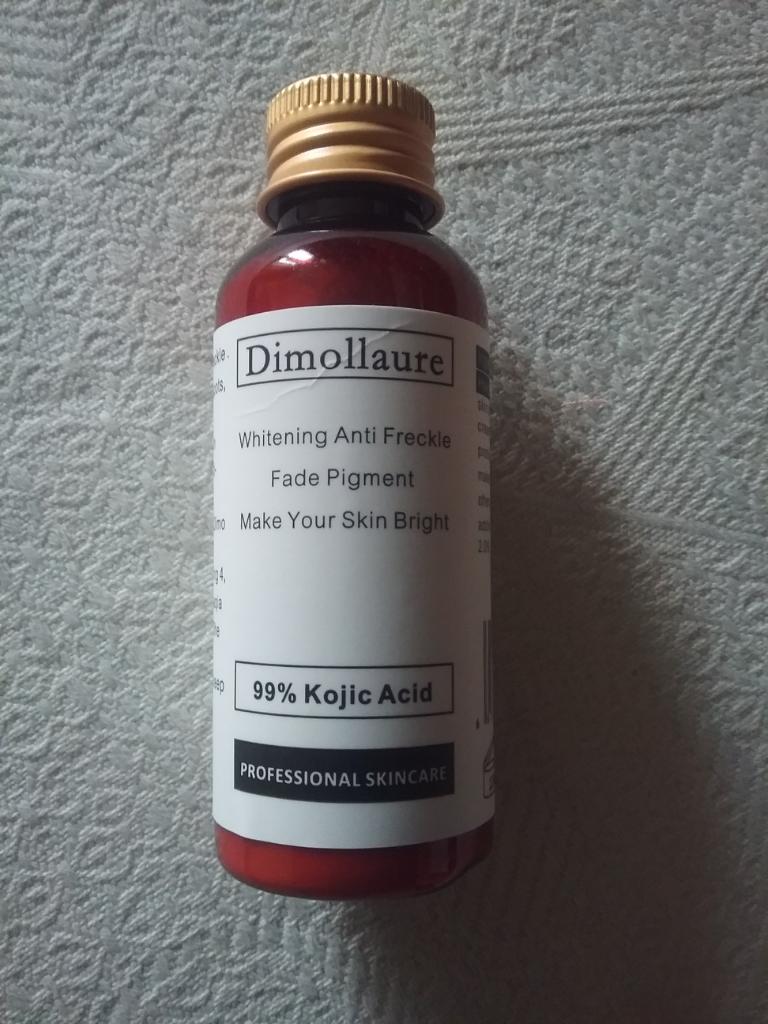 Dimollaure
Whitening Anti Freckle
Fade Pigment
Make Your Skin Bright
99% Kojic Acid
PROFESSIONAL SKINCARE